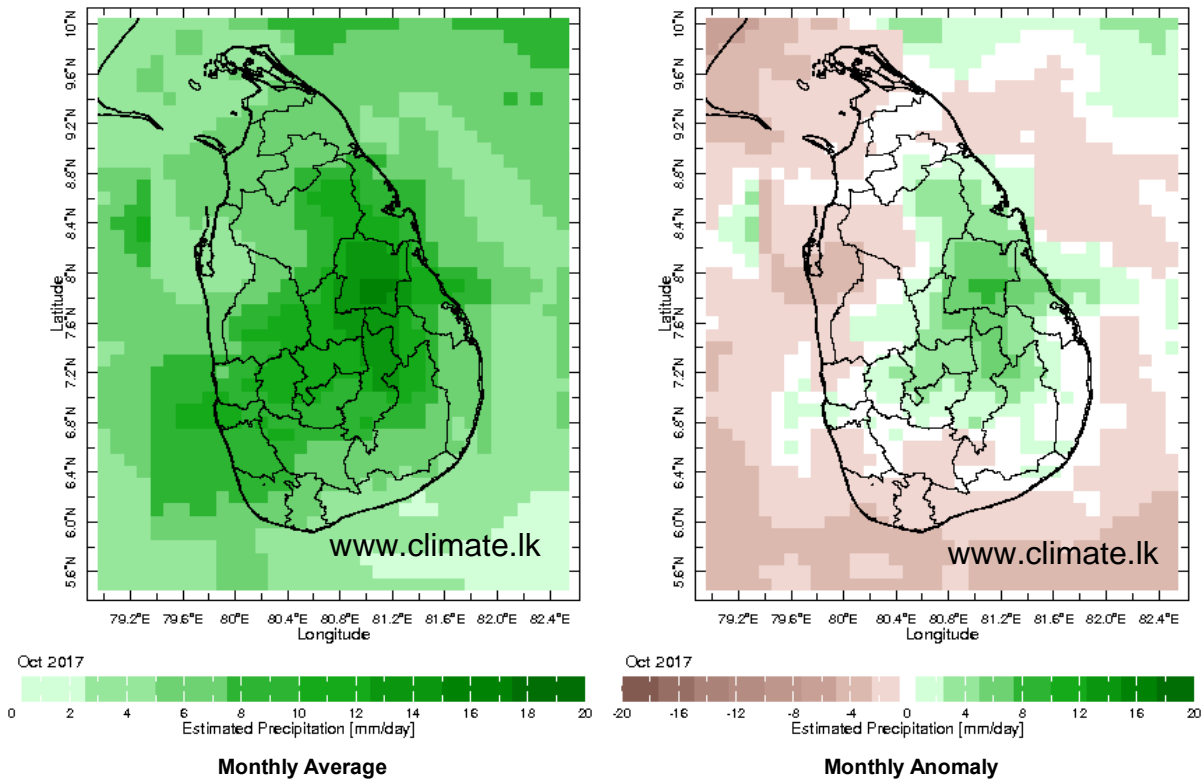 10°N
9.6°N
9.2°N
8.8°N
8.4°N
8°N
7.6°N
7.2°N
6.8°N
6.4°N
6.0°N
5.6°N
Latitude
www.climate.lk
79.2°E 79.6°E 80°E 80.4°E 80.8°E 81.2°E 81.6°E 82.0°E 82.4°E
Longitude
Oct 2017
0 2 4 6 8 10 12 14 16 18 20
Estimated Precipitation [mm/day]
Monthly Average
10°N
9.6°N
9.2°N
8.8°N
8.4°N
8°N
7.6°N
7.2°N
6.8°N
6.4°N
6.0°N
5.6°N
Latitude
www.climate.lk
79.2°E 79.6°E 80°E 80.4°E 80.8°E 81.2°E 81.6°E 82.0°E 82.4°E
Longitude
Oct 2017
-20 -16 -12 -8 -4 0 4 8 12 16 20
Estimated Precipitation [mm/day]
Monthly Anomaly